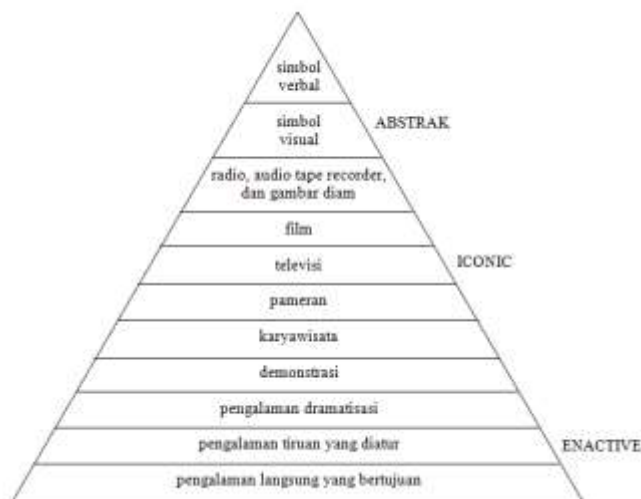 simbol
verbal
ABSTRAK
simbol
visual
radio, audio tape recorder,
dan gambar diam
film
televisi
ICONIC
pameran
karyawisata
demonstrasi
pengalaman dramatisasi
pengalaman tiruan yang diatur
ENACTIVE
pengalaman langsung yang bertujuan